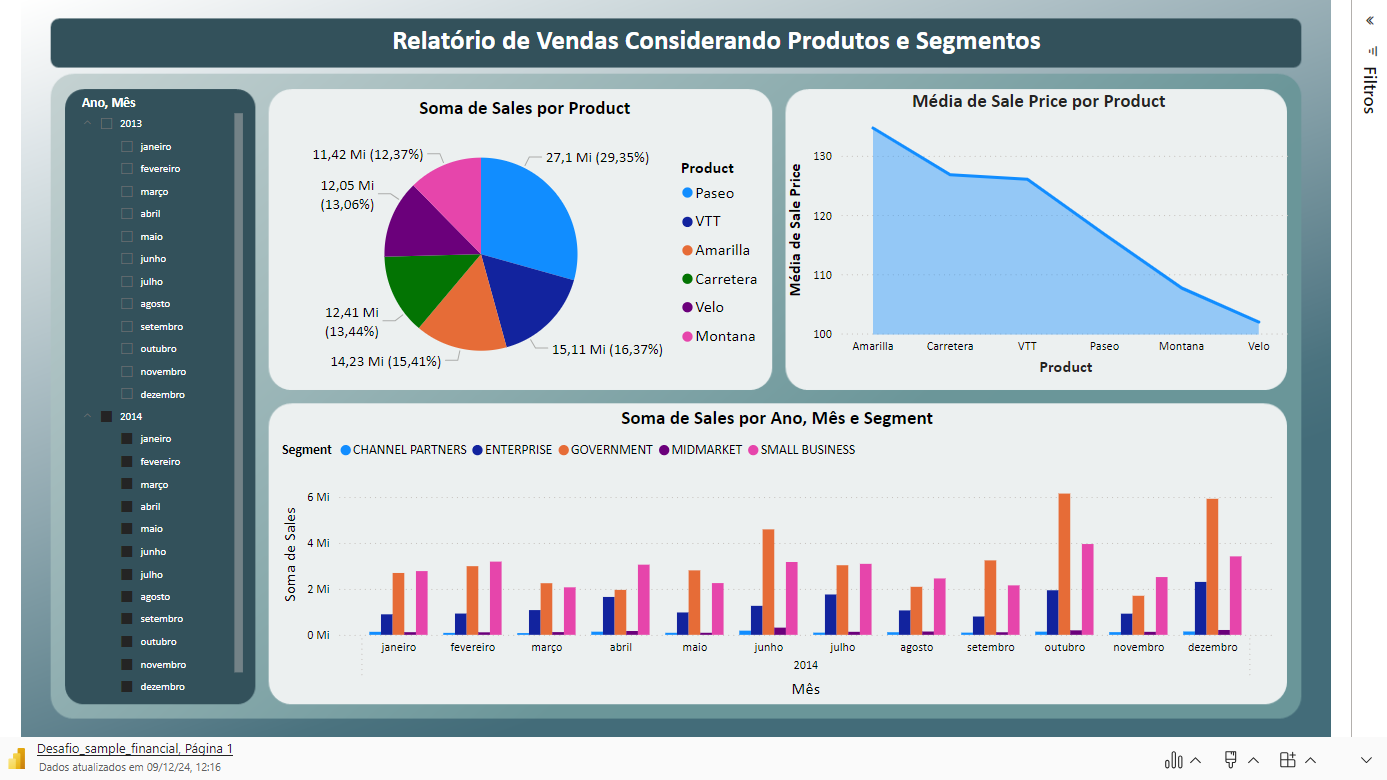 Relatório de Vendas Considerando Produtos e Segmentos
Filtros
Ano, Mês
2013
janeiro
fevereiro
março
abril
maio
junho
julho
agosto
setembro
outubro
novembro
dezembro
2014
janeiro
fevereiro
março
abril
maio
junho
julho
agosto
setembro
outubro
novembro
dezembro
Soma de Sales por Product
11,42 Mi (12,37%)
27,1 Mi (29,35%)
12,05 Mi
(13,06%)
12,41 Mi
(13,44%)
14,23 Mi (15,41%)
15,11 Mi (16,37%)
Product
Paseo
VTT
Amarilla
Carretera
Velo
Montana
Média de Sale Price por Product
Média de Sale Price
130
120
110
100
Amarilla Carretera VTT Paseo Montana Velo
Product
Soma de Sales por Ano, Mês e Segment
Segment CHANNEL PARTNERS ENTERPRISE GOVERNMENT MIDMARKET SMALL BUSINESS
Soma de Sales
6 Mi
4 Mi
2 Mi
0 Mi
janeiro fevereiro março abril maio junho julho agosto setembro outubro novembro dezembro
2014
Mês
Desafio_sample_financial, Página 1
Dados atualizados em 09/12/24, 12:16